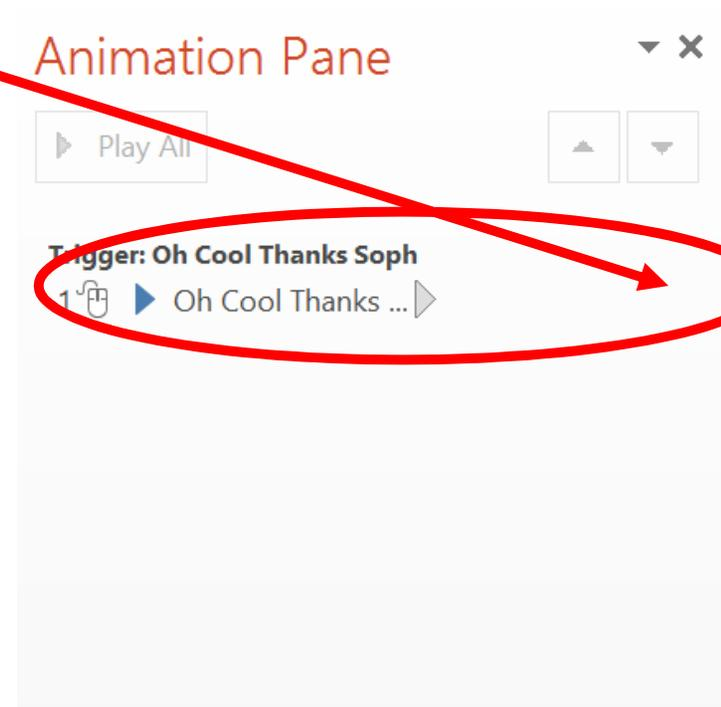 Animation Pane
Play All
Trigger: Oh Cool Thanks Soph
1 Oh Cool Thanks ...